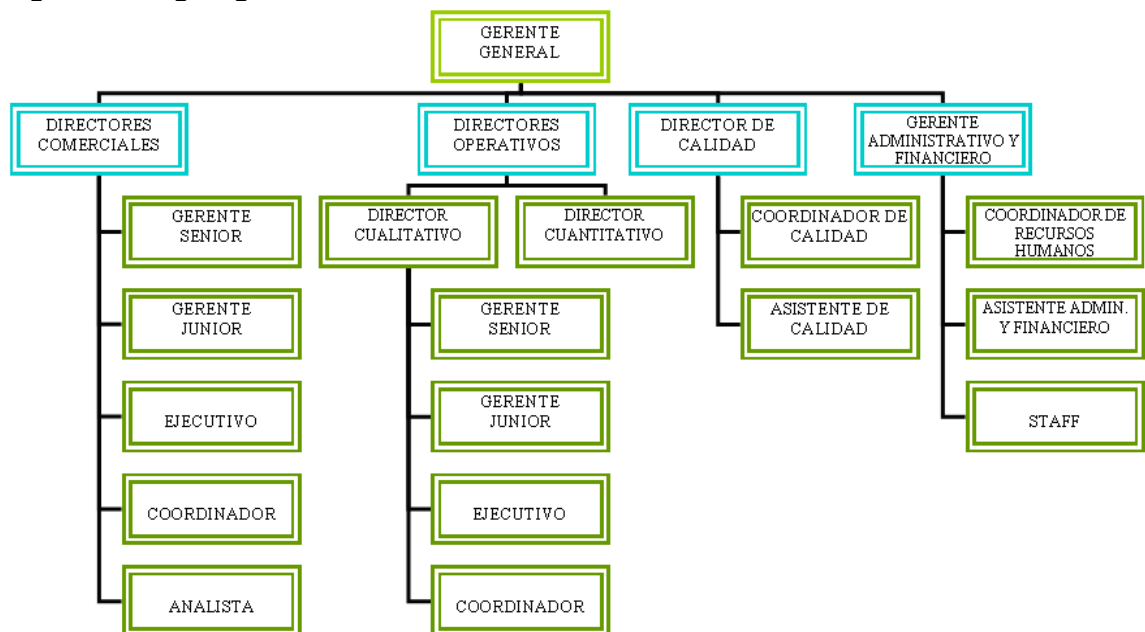 GERENTE
GENERAL
DIRECTORES
COMERCIALES
DIRECTORES
OPERATIVOS
DIRECTOR DE
CALIDAD
GERENTE
ADMINISTRATIVO Y
FINANCIERO
GERENTE
SENIOR
DIRECTOR
CUALITATIVO
DIRECTOR
CUANTITATIVO
COORDINADOR DE
CALIDAD
COORDINADOR DE
RECURSOS
HUMANOS
GERENTE
JUNIOR
GERENTE
SENIOR
ASISTENTE DE
CALIDAD
ASISTENTE ADMIN.
Y FINANCIERO
EJECUTIVO
GERENTE
JUNIOR
STAFF
COORDINADOR
EJECUTIVO
ANALISTA
COORDINADOR